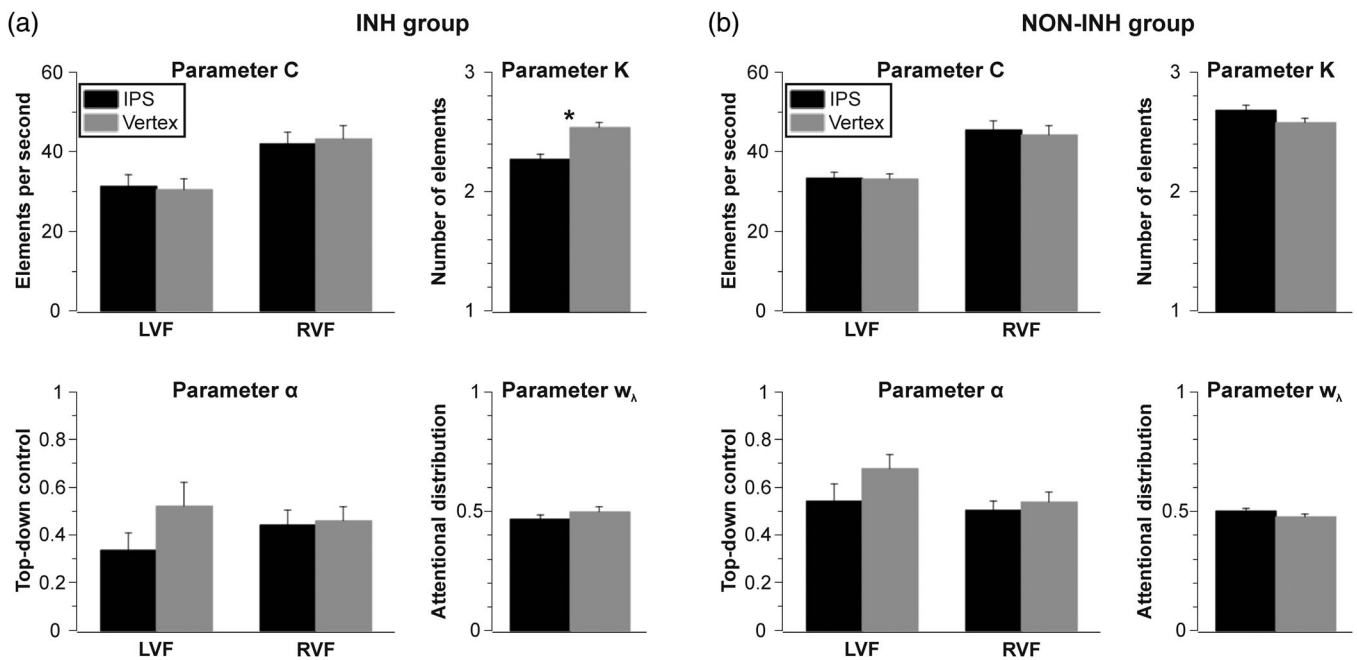 (a)
INH group
Parameter C
Elements per second
60
40
20
0
IPS
Vertex
LVF
RVF
Parameter K
Number of elements
3
2
1
*
Parameter α
Top-down control
1
0.8
0.6
0.4
0.2
0
LVF
RVF
Parameter wλ
Attentional distribution
1
0.5
0
(b)
NON-INH group
Parameter C
Elements per second
60
40
20
0
IPS
Vertex
LVF
RVF
Parameter K
Number of elements
3
2
1
Parameter α
Top-down control
1
0.8
0.6
0.4
0.2
0
LVF
RVF
Parameter wλ
Attentional distribution
1
0.5
0